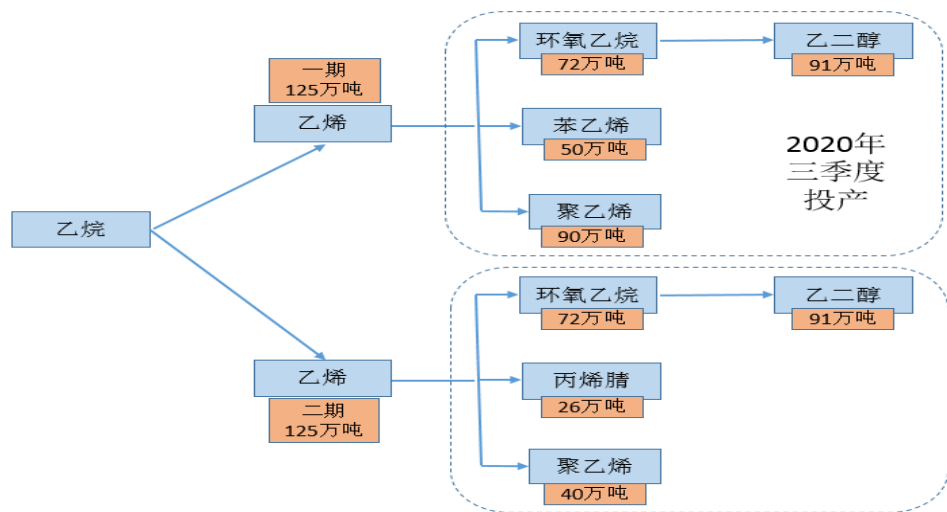 环氧乙烷
72万吨
乙二醇
91万吨
一期
125万吨
乙烯
苯乙烯
50万吨
2020年
三季度
投产
聚乙烯
90万吨
乙烷
环氧乙烷
72万吨
乙二醇
91万吨
乙烯
二期
125万吨
丙烯腈
26万吨
聚乙烯
40万吨